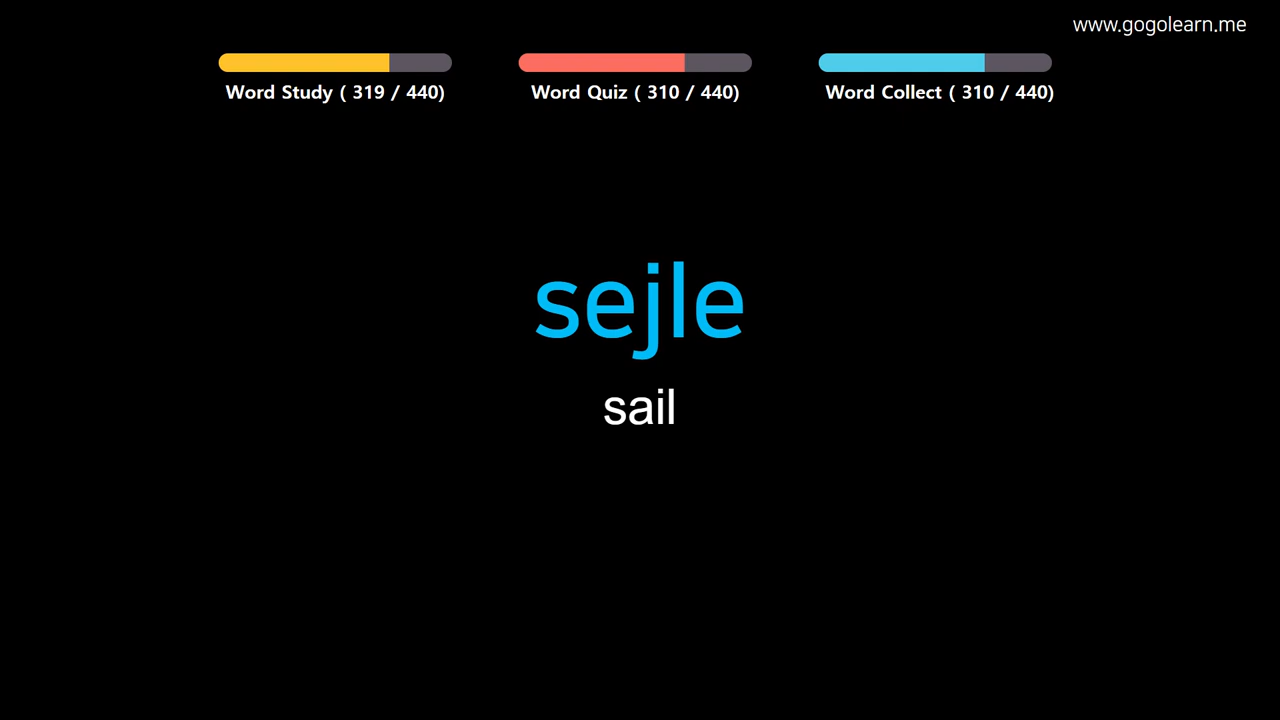 www.gogolearn.me
Word Study ( 319 / 440)
Word Quiz ( 310 / 440)
Word Collect ( 310 / 440)
sejle
sail